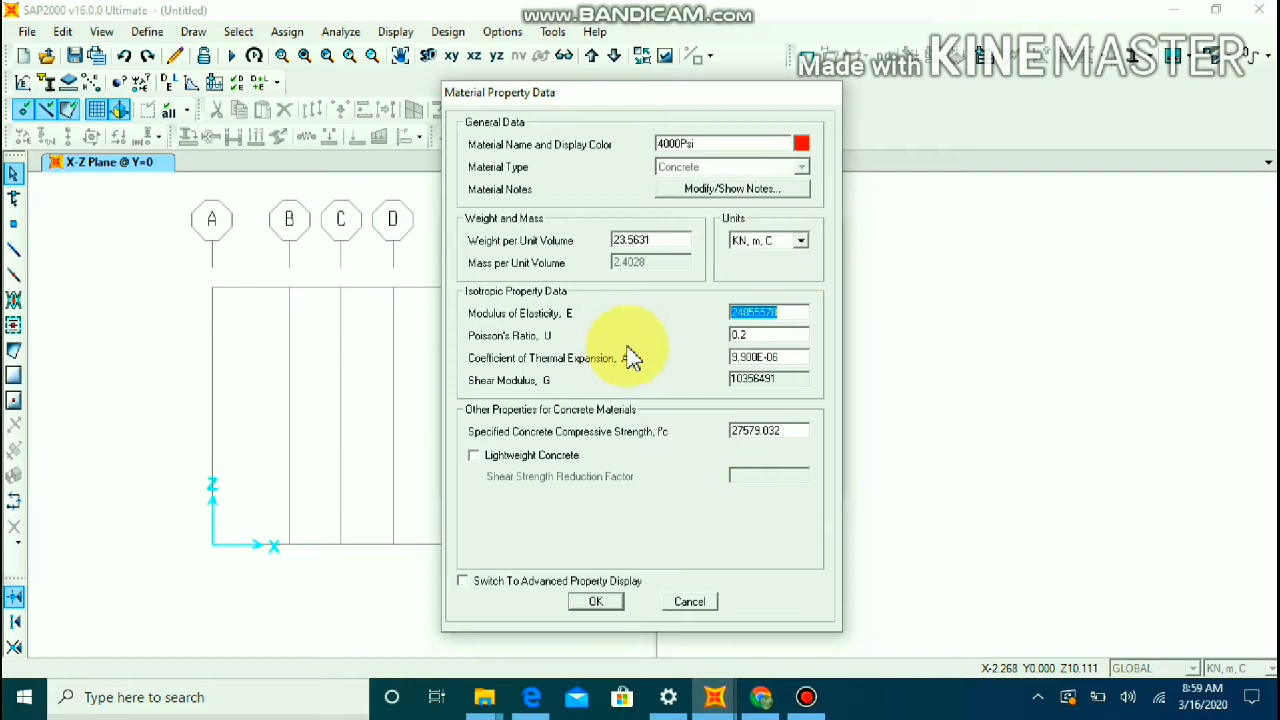 SAP2000 v16.0.0 Ultimate - (Untitled)
www.BANDICAM.com
File Edit View Define Draw Select Assign Analyze Display Design Options Tools Help
Made with KINEMASTER
3D xy xz yz nv
all
X-Z Plane @ Y=0
A B C D
Z
X
Material Property Data
General Data
Material Name and Display Color 4000Psi
Material Type Concrete
Material Notes Modify/Show Notes...
Weight and Mass
Weight per Unit Volume 23.5631
Mass per Unit Volume 2.4028
Units
KN, m, C
Isotropic Property Data
Modulus of Elasticity, E 24855578
Poisson's Ratio, U 0.2
Coefficient of Thermal Expansion, A 9.900E-06
Shear Modulus, G 10356491
Other Properties for Concrete Materials
Specified Concrete Compressive Strength, f'c 27579.032
Lightweight Concrete
Shear Strength Reduction Factor
Switch To Advanced Property Display
OK Cancel
X-2.268 Y0.000 Z10.111 GLOBAL KN, m, C
Type here to search
8:59 AM
3/16/2020